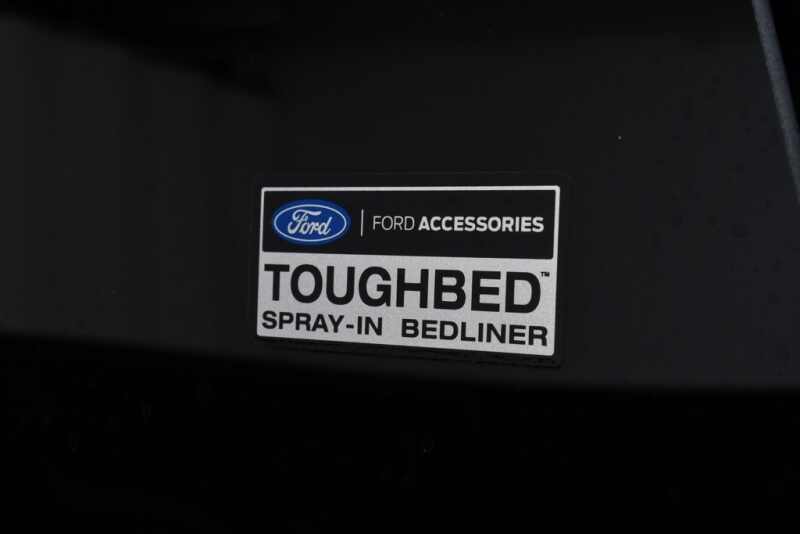 Ford | FORD ACCESSORIES
TOUGHBED™
SPRAY-IN BEDLINER